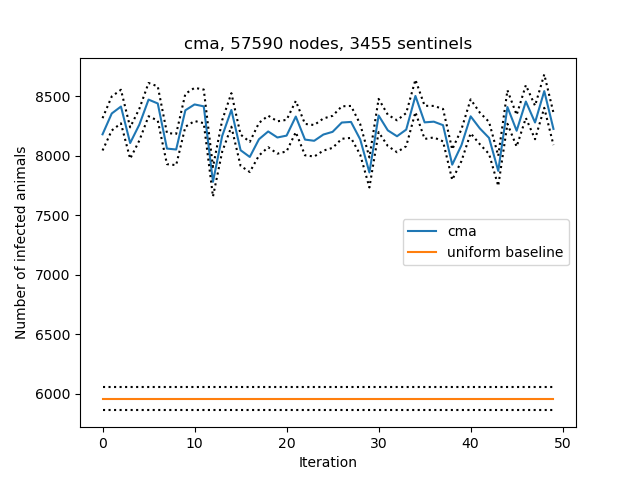 cma, 57590 nodes, 3455 sentinels
Number of infected animals
8500
8000
7500
7000
6500
6000
cma
uniform baseline
0
10
20
30
40
50
Iteration